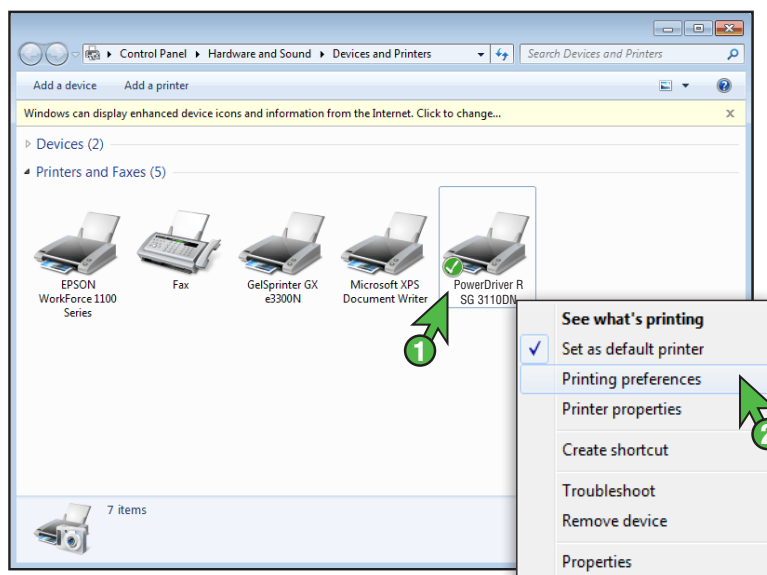 Control Panel Hardware and Sound Devices and Printers Search Devices and Printers
Add a device Add a printer
Windows can display enhanced device icons and information from the Internet. Click to change... x
Devices (2)
Printers and Faxes (5)
EPSON
WorkForce 1100
Series
Fax
GelSprinter GX
e3300N
Microsoft XPS
Document Writer
PowerDriver R
SG 3110DN
1
See what's printing
Set as default printer
Printing preferences
2
Printer properties
Create shortcut
Troubleshoot
Remove device
Properties
7 items